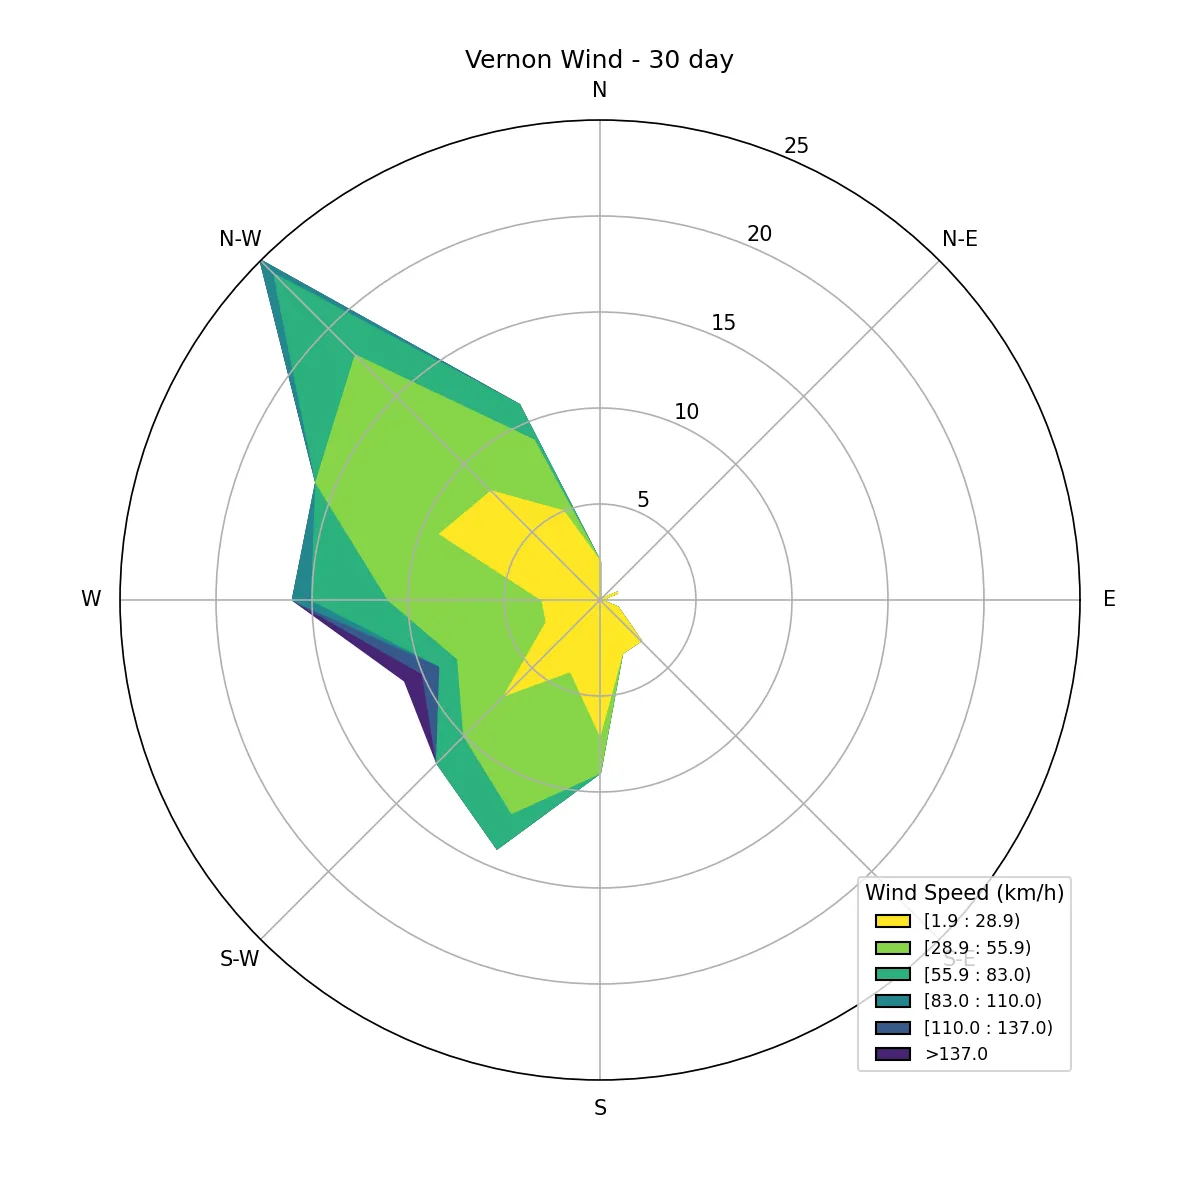 Vernon Wind - 30 day
N
25
N-W
N-E
20
15
10
5
W
E
S-W
S-E
S
Wind Speed (km/h)
[1.9 : 28.9)
[28.9 : 55.9)
[55.9 : 83.0)
[83.0 : 110.0)
[110.0 : 137.0)
>137.0